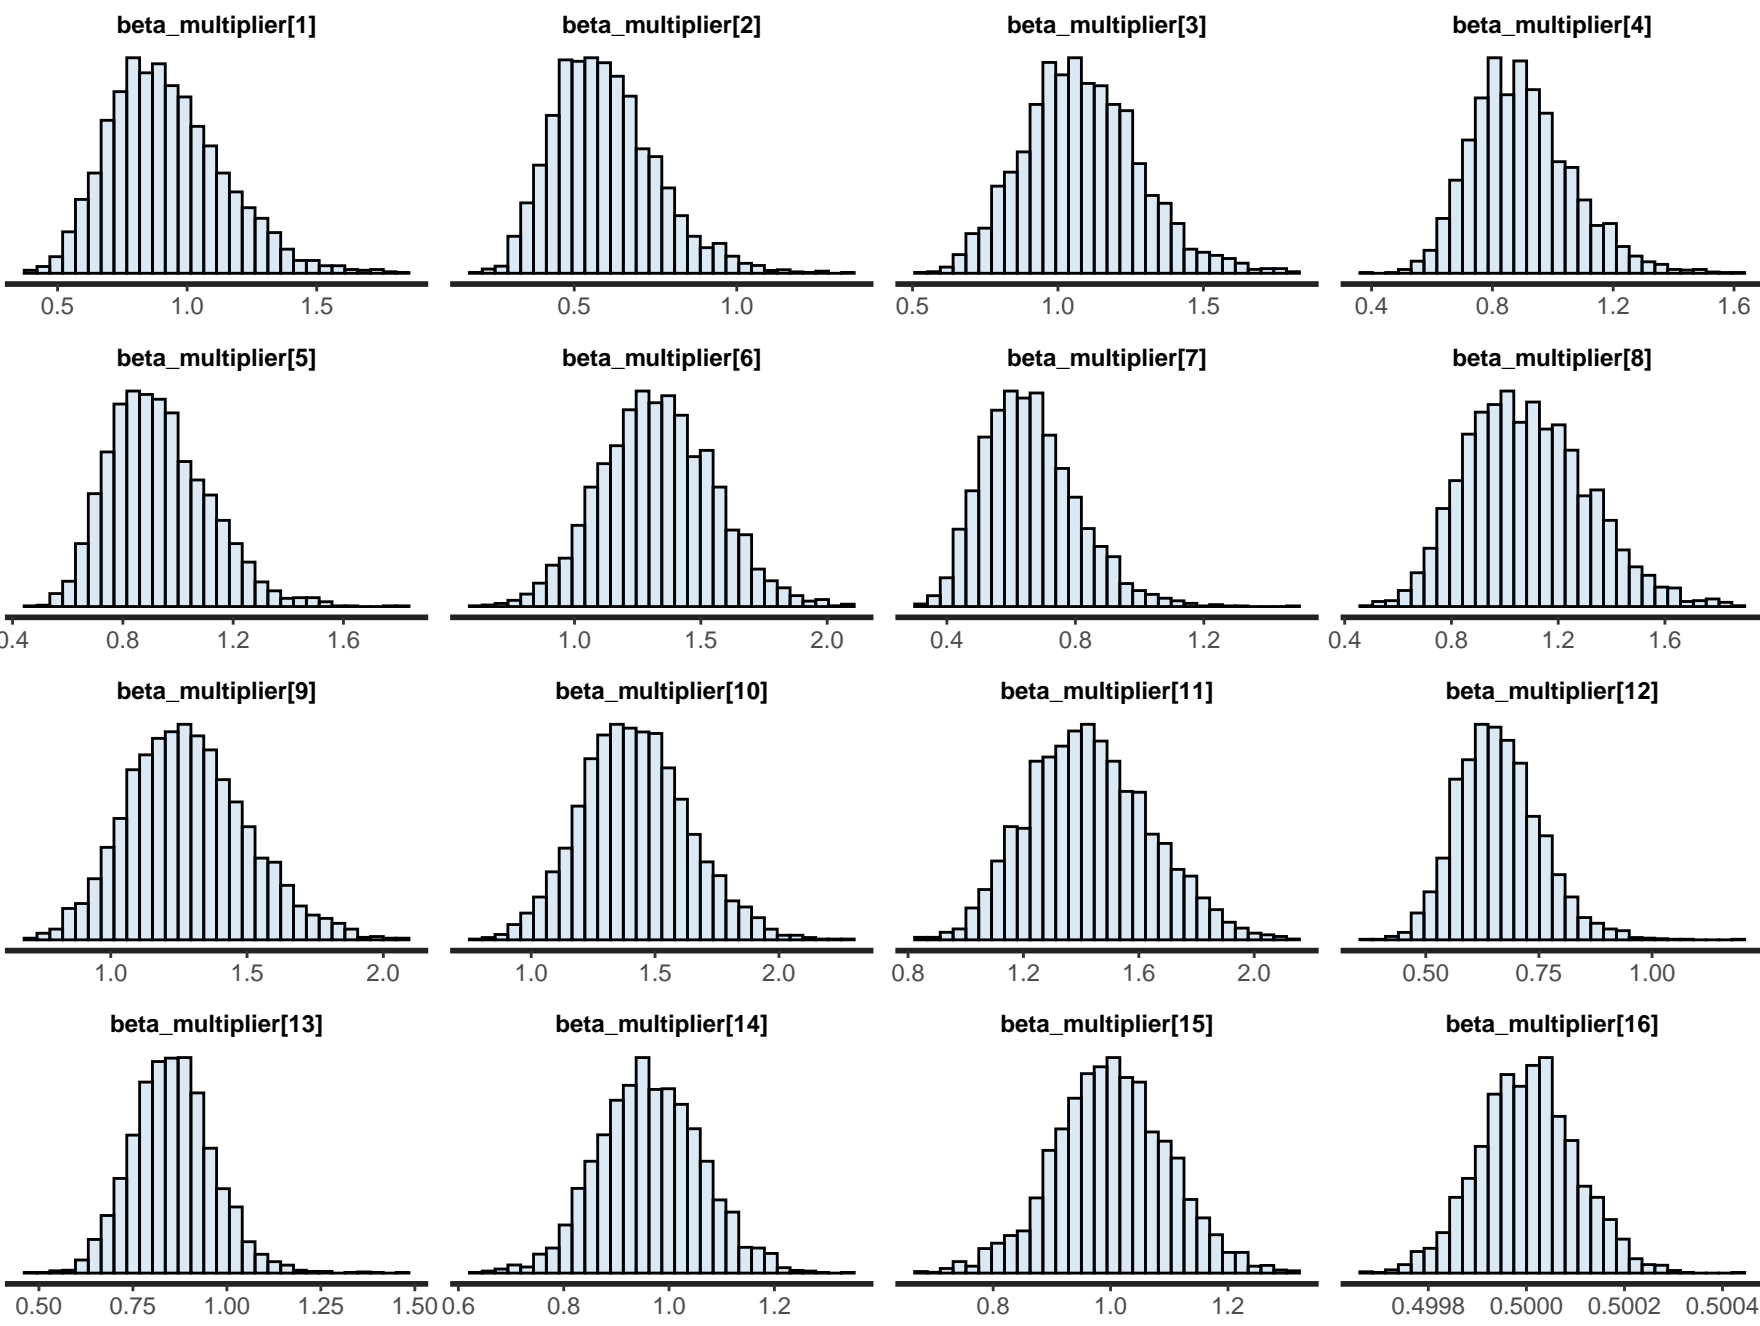 beta_multiplier[1] beta_multiplier[2] beta_multiplier[3] beta_multiplier[4]
0.5 1.0 1.5 0.5 1.0 0.5 1.0 1.5 0.4 0.8 1.2 1.6
beta_multiplier[5] beta_multiplier[6] beta_multiplier[7] beta_multiplier[8]
0.4 0.8 1.2 1.6 1.0 1.5 2.0 0.4 0.8 1.2 0.4 0.8 1.2 1.6
beta_multiplier[9] beta_multiplier[10] beta_multiplier[11] beta_multiplier[12]
1.0 1.5 2.0 1.0 1.5 2.0 0.8 1.2 1.6 2.0 0.50 0.75 1.00
beta_multiplier[13] beta_multiplier[14] beta_multiplier[15] beta_multiplier[16]
0.50 0.75 1.00 1.25 1.50 0.6 0.8 1.0 1.2 0.8 1.0 1.2 0.4998 0.5000 0.5002 0.5004